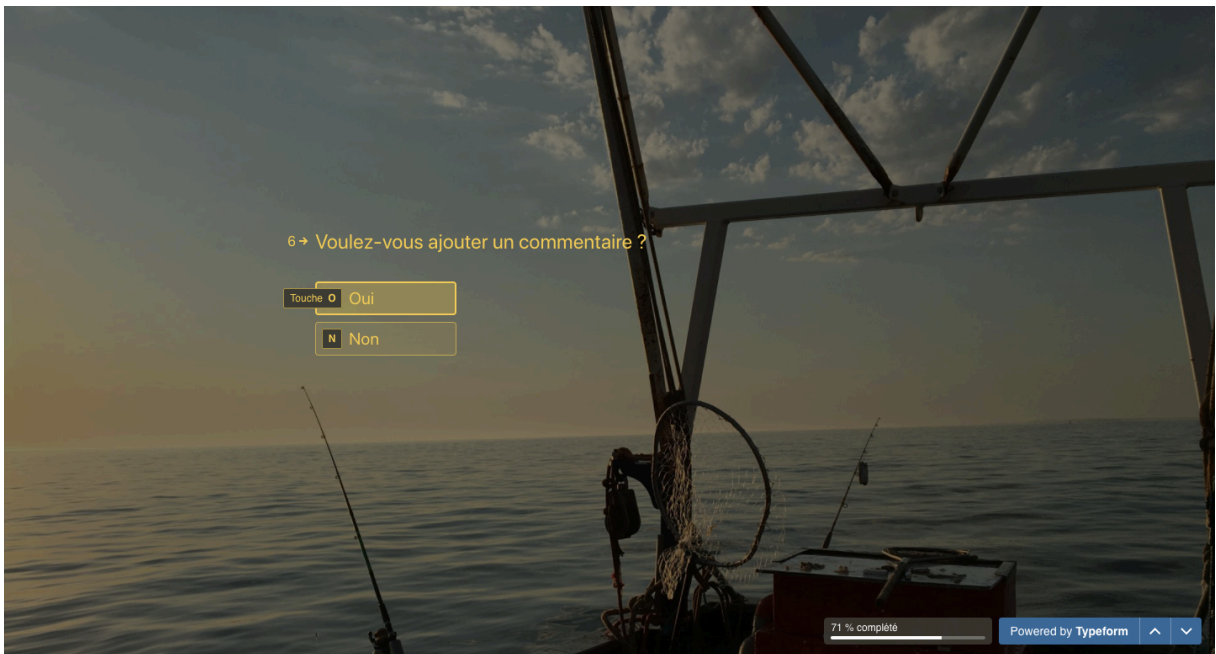 6 → Voulez-vous ajouter un commentaire ?
Touche O Oui
N Non
71 % complété
Powered by Typeform